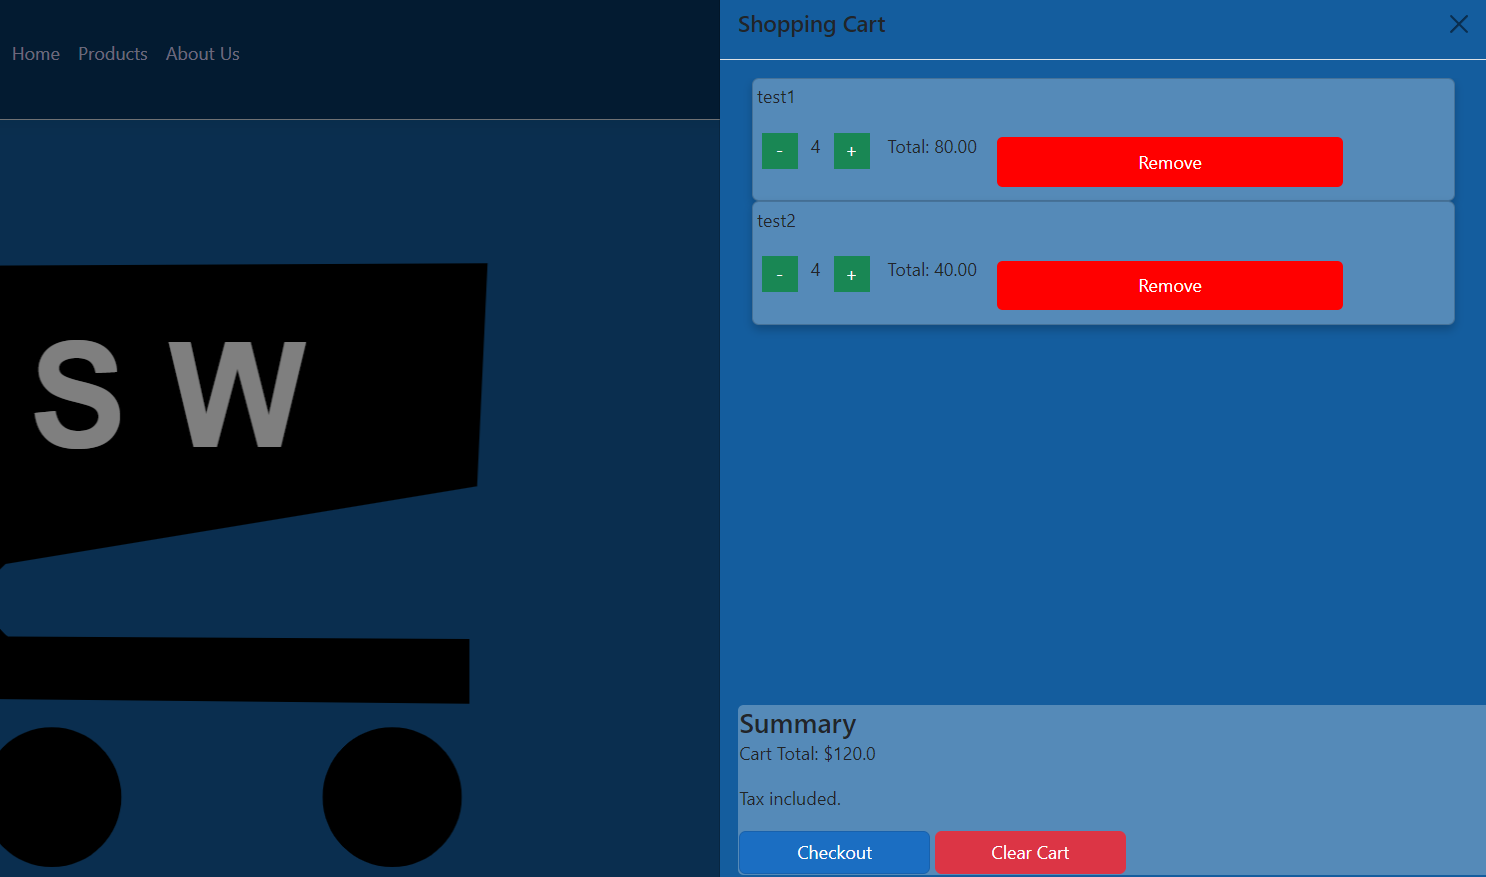 Home Products About Us
S W
Shopping Cart
test1
- 4 + Total: 80.00 Remove
test2
- 4 + Total: 40.00 Remove
Summary
Cart Total: $120.0
Tax included.
Checkout Clear Cart